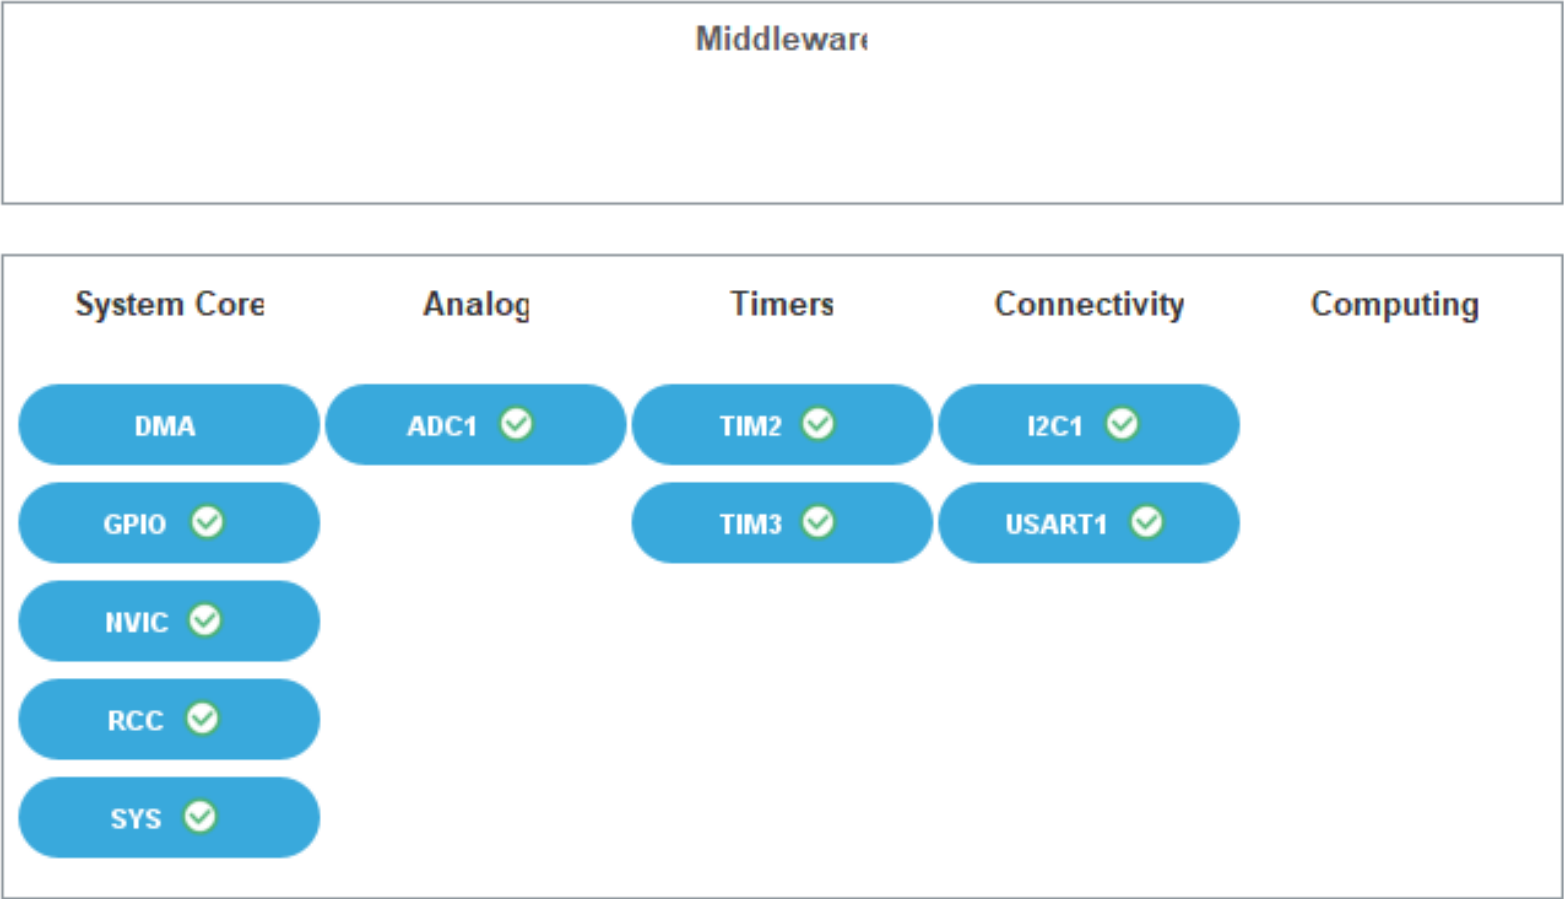 Middleware
System Core Analog Timers Connectivity Computing
DMA ADC1 TIM2 I2C1
GPIO TIM3 USART1
NVIC
RCC
SYS